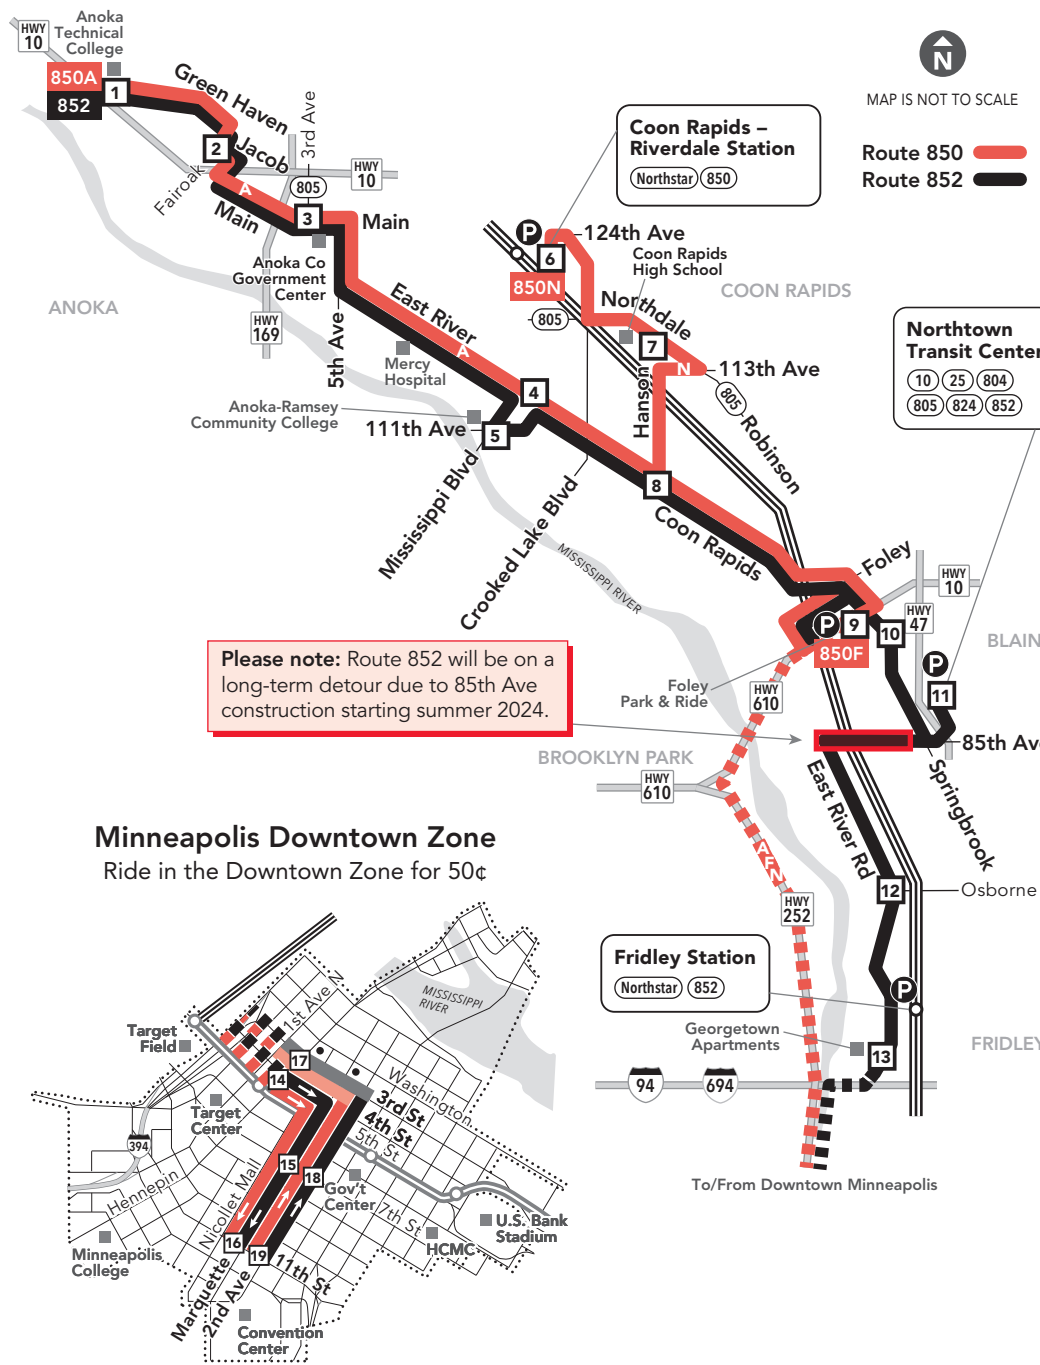 Anoka
Technical
College
HWY
10
850A
852
1
Green Haven
2
Jacob
3rd Ave
HWY
10
805
Fairoak
A
Main
3
Main
Anoka Co
Government
Center
ANOKA
HWY
169
5th Ave
East River
A
Mercy
Hospital
Anoka-Ramsey
Community College
111th Ave
4
5
Mississippi Blvd
Crooked Lake Blvd
Coon Rapids –
Riverdale Station
Northstar 850
P
124th Ave
6
850N
805
Coon Rapids
High School
Northdale
7
N
113th Ave
805
Hanson
Robinson
8
Coon Rapids
MISSISSIPPI RIVER
COON RAPIDS
N
MAP IS NOT TO SCALE
Route 850
Route 852
Northtown
Transit Center
10 25 804
805 824 852
Foley
HWY
10
HWY
47
P
9
10
850F
BLAIN
P
11
Foley
Park & Ride
HWY
610
Please note: Route 852 will be on a
long-term detour due to 85th Ave
construction starting summer 2024.
85th Av
BROOKLYN PARK
HWY
610
East River Rd
Springbrook
A
F
N
12
Osborne
HWY
252
Fridley Station
Northstar 852
P
Georgetown
Apartments
13
FRIDLEY
94
694
To/From Downtown Minneapolis
Minneapolis Downtown Zone
Ride in the Downtown Zone for 50¢
MISSISSIPPI
RIVER
1st Ave N
Target
Field
17
14
Washington
3rd St
4th St
5th St
Target
Center
394
15
18
Gov't
Center
Hennepin
Nicollet Mall
7th St
U.S. Bank
Stadium
HCMC
Minneapolis
College
16
19
11th St
Marquette
2nd Ave
Convention
Center